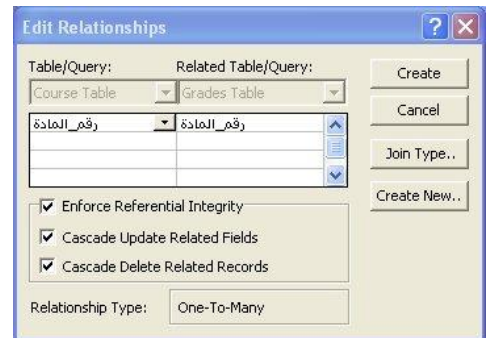 Edit Relationships
Table/Query: Related Table/Query:
Course Table Grades Table
رقم_المادة رقم_المادة
Enforce Referential Integrity
Cascade Update Related Fields
Cascade Delete Related Records
Relationship Type: One-To-Many
Create
Cancel
Join Type..
Create New..